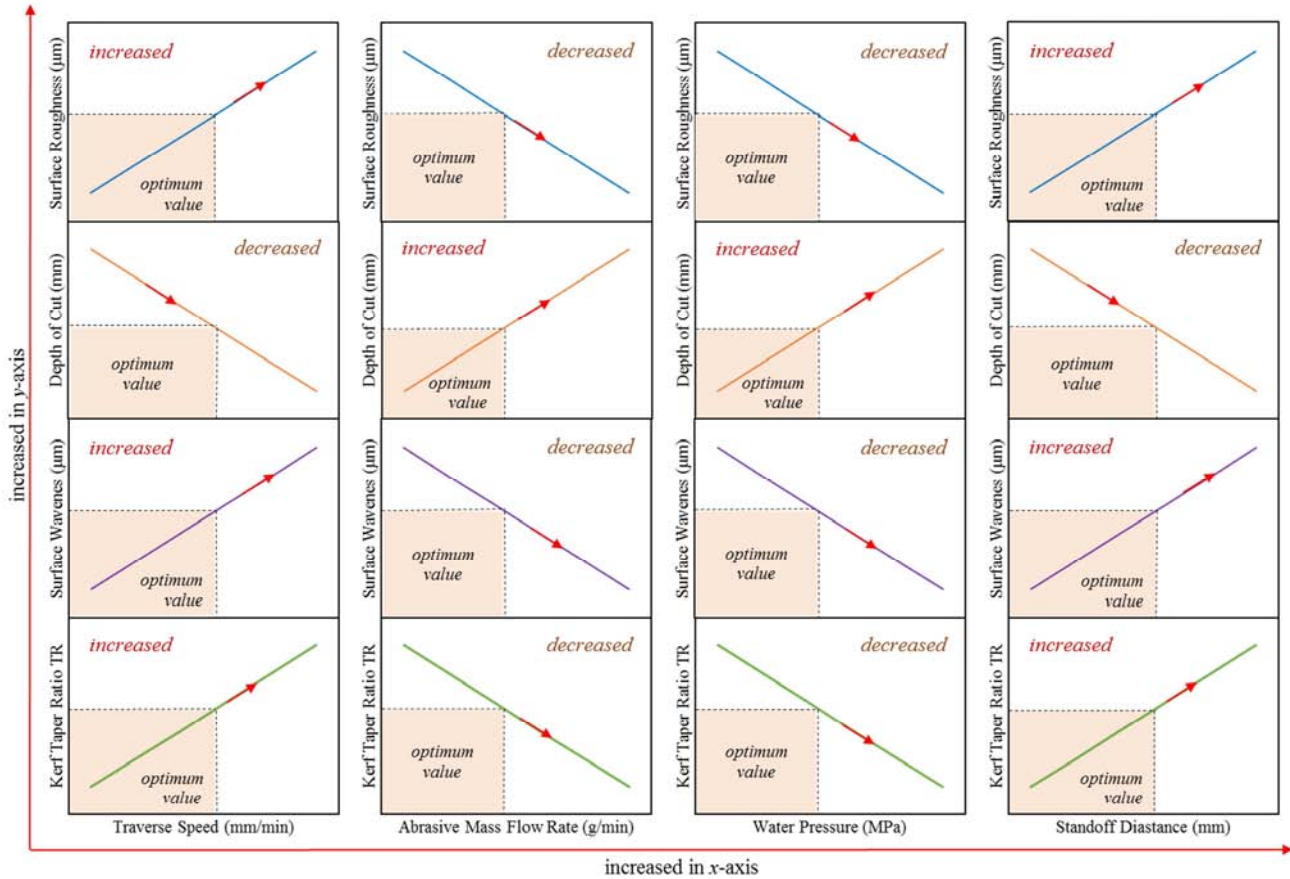 increased in y-axis
Surface Roughness (µm)
increased
optimum
value
Surface Roughness (µm)
decreased
optimum
value
Surface Roughness (µm)
decreased
optimum
value
Surface Roughness (µm)
increased
optimum
value
Depth of Cut (mm)
decreased
optimum
value
Depth of Cut (mm)
increased
optimum
value
Depth of Cut (mm)
increased
optimum
value
Depth of Cut (mm)
decreased
optimum
value
Surface Wavenes (µm)
increased
optimum
value
Surface Wavenes (µm)
decreased
optimum
value
Surface Wavenes (µm)
decreased
optimum
value
Surface Wavenes (µm)
increased
optimum
value
Kerf Taper Ratio TR
increased
optimum
value
Kerf Taper Ratio TR
decreased
optimum
value
Kerf Taper Ratio TR
decreased
optimum
value
Kerf Taper Ratio TR
increased
optimum
value
Traverse Speed (mm/min)
Abrasive Mass Flow Rate (g/min)
Water Pressure (MPa)
Standoff Diastance (mm)
increased in x-axis